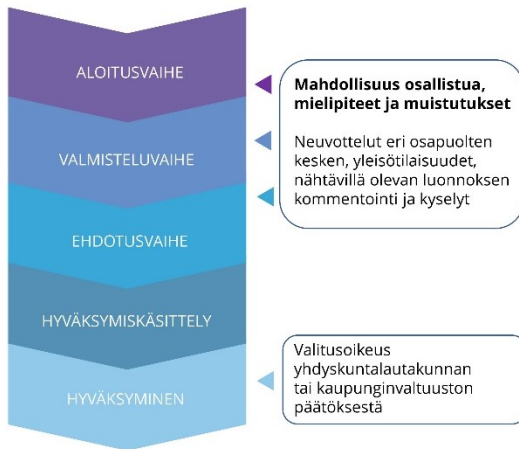 ALOITUSVAIHE
Mahdollisuus osallistua,
mielipiteet ja muistutukset
VALMISTELUVAIHE
Neuvottelut eri osapuolten
kesken, yleisötilaisuudet,
nähtävillä olevan luonnoksen
kommentointi ja kyselyt
EHDOTUSVAIHE
HYVÄKSYMISKÄSITTELY
HYVÄKSYMINEN
Valitusoikeus
yhdyskuntalautakunnan
tai kaupunginvaltuuston
päätöksestä